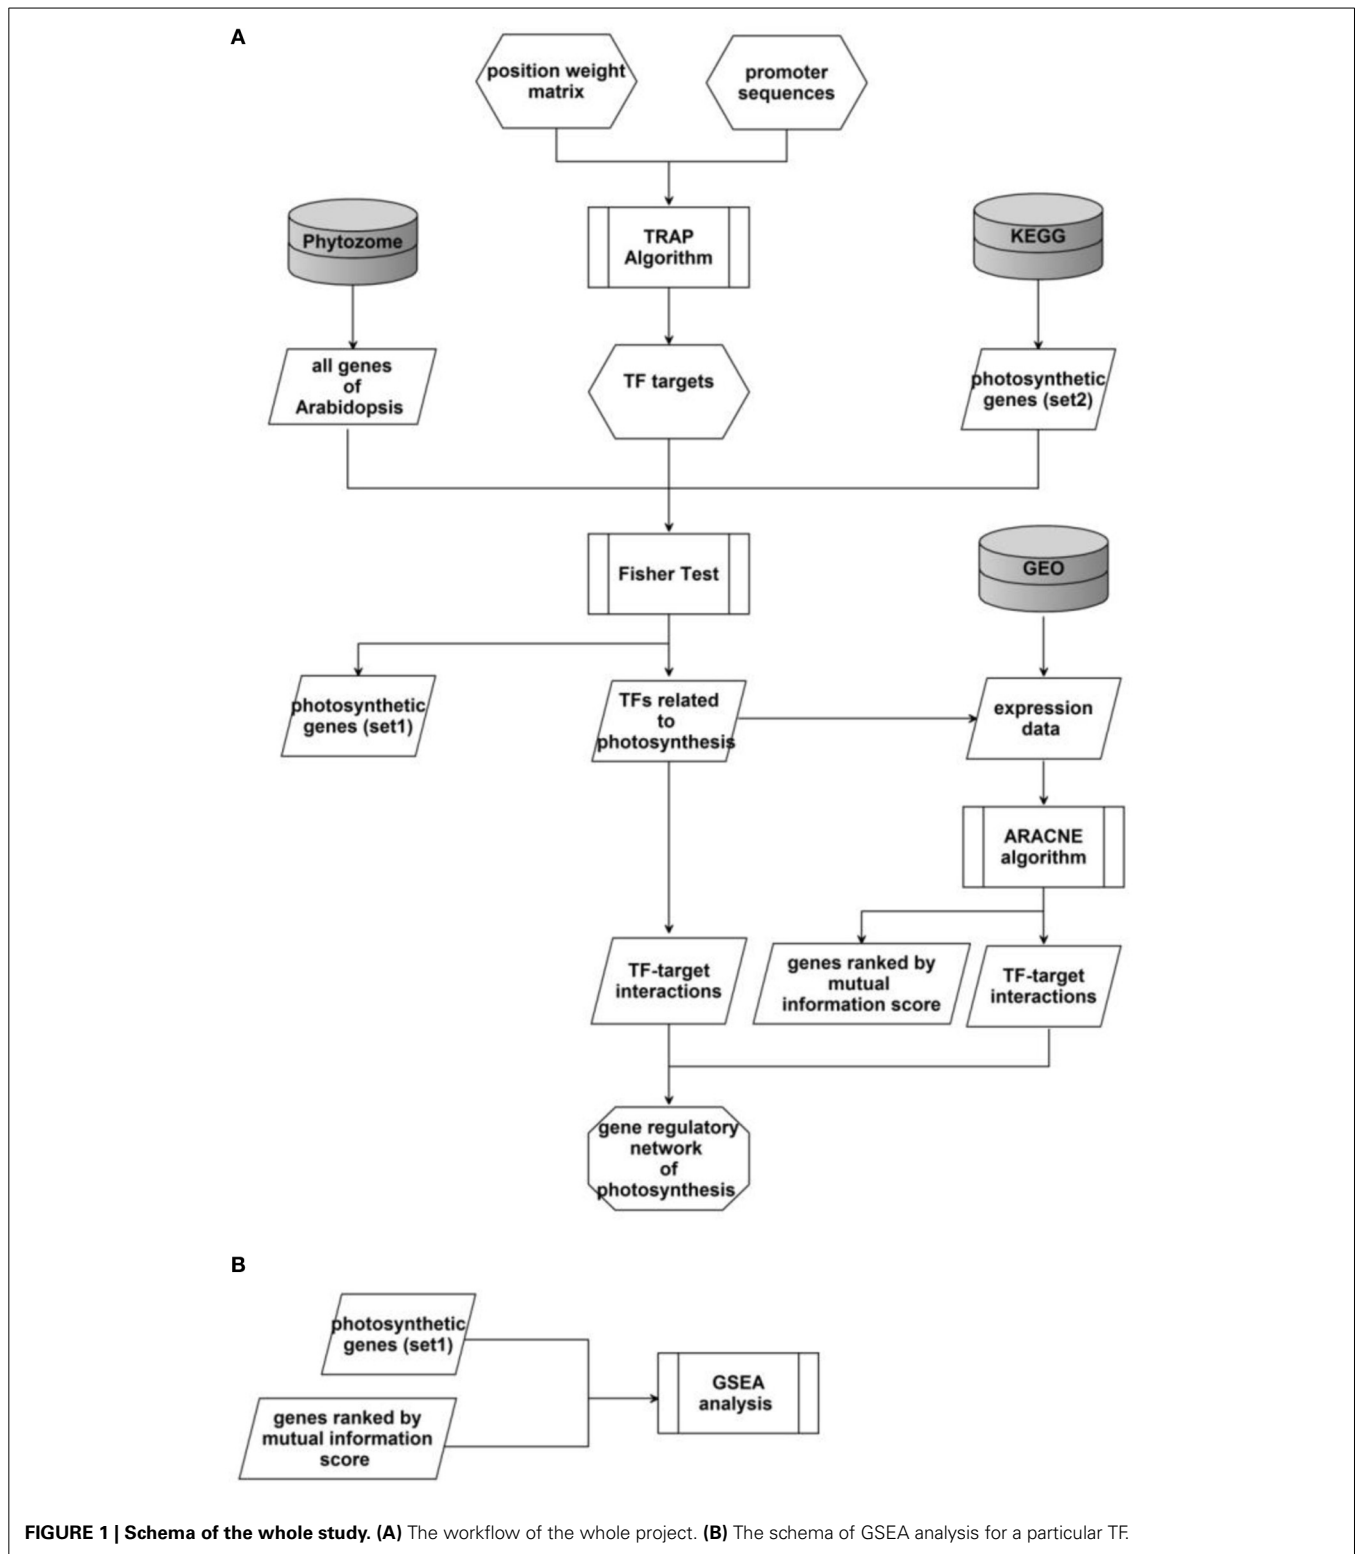 A
position weight
matrix
promoter
sequences
Phytozome
TRAP
Algorithm
KEGG
all genes
of
Arabidopsis
TF targets
photosynthetic
genes (set2)
Fisher Test
GEO
photosynthetic
genes (set1)
TFs related
to
photosynthesis
expression
data
ARACNE
algorithm
TF-target
interactions
genes ranked by
mutual
information score
TF-target
interactions
gene regulatory
network
of
photosynthesis
B
photosynthetic
genes (set1)
genes ranked by
mutual information
score
GSEA
analysis
FIGURE 1 | Schema of the whole study. (A) The workflow of the whole project. (B) The schema of GSEA analysis for a particular TF.